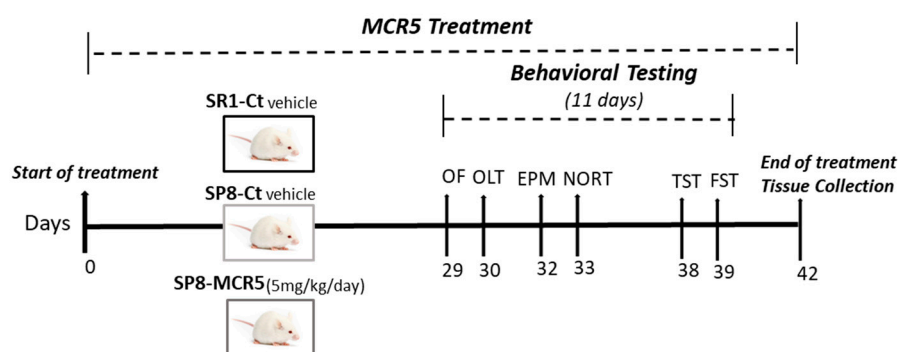 MCR5 Treatment
Behavioral Testing
(11 days)
SR1-Ct vehicle
Start of treatment
SP8-Ct vehicle
OF OLT EPM NORT TST FST
End of treatment
Tissue Collection
Days
0 29 30 32 33 38 39 42
SP8-MCR5(5mg/kg/day)